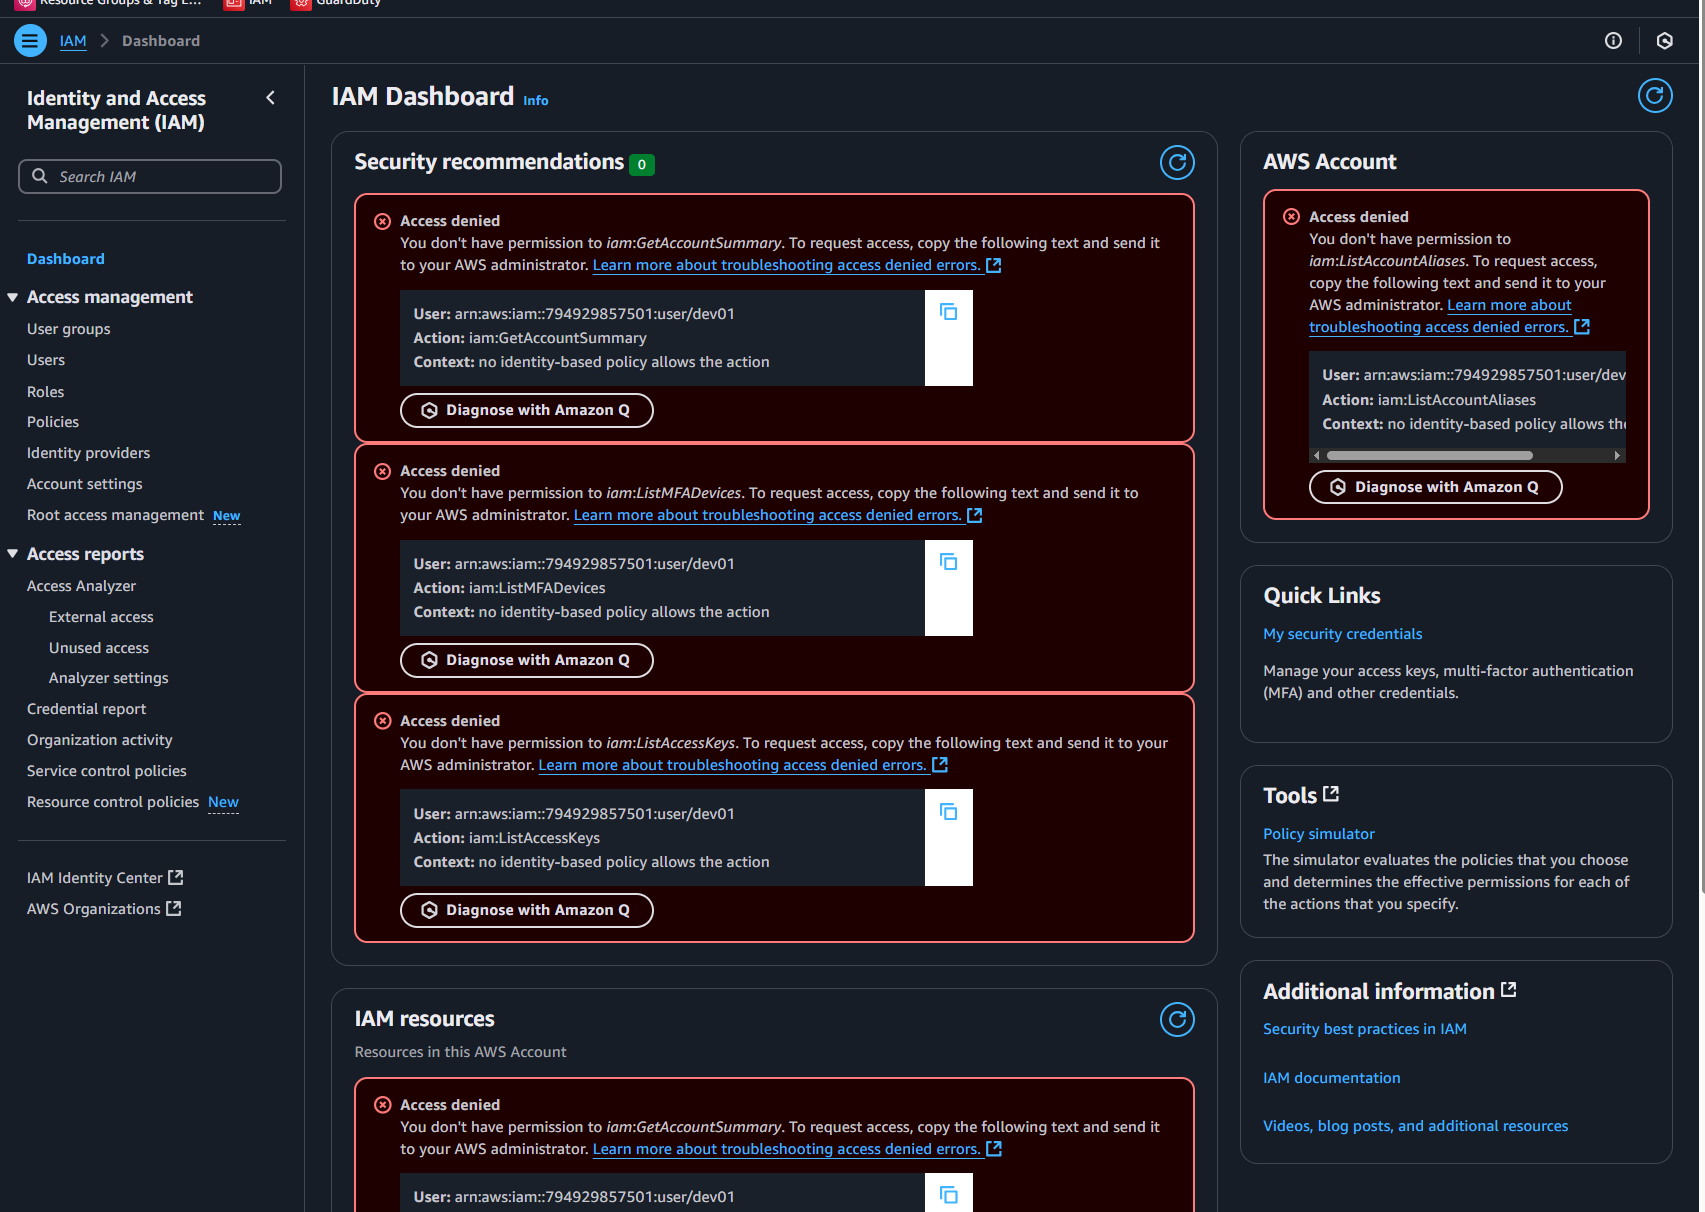 Resource Groups & Tag E...
IAM
GuardDuty
IAM
Dashboard
Identity and Access
Management (IAM)
Search IAM
Dashboard
Access management
User groups
Users
Roles
Policies
Identity providers
Account settings
Root access management New
Access reports
Access Analyzer
External access
Unused access
Analyzer settings
Credential report
Organization activity
Service control policies
Resource control policies New
IAM Identity Center
AWS Organizations
IAM Dashboard Info
Security recommendations 0
Access denied
You don't have permission to iam:GetAccountSummary. To request access, copy the following text and send it
to your AWS administrator. Learn more about troubleshooting access denied errors.
User: arn:aws:iam::794929857501:user/dev01
Action: iam:GetAccountSummary
Context: no identity-based policy allows the action
Diagnose with Amazon Q
Access denied
You don't have permission to iam:ListMFADevices. To request access, copy the following text and send it to
your AWS administrator. Learn more about troubleshooting access denied errors.
User: arn:aws:iam::794929857501:user/dev01
Action: iam:ListMFADevices
Context: no identity-based policy allows the action
Diagnose with Amazon Q
Access denied
You don't have permission to iam:ListAccessKeys. To request access, copy the following text and send it to your
AWS administrator. Learn more about troubleshooting access denied errors.
User: arn:aws:iam::794929857501:user/dev01
Action: iam:ListAccessKeys
Context: no identity-based policy allows the action
Diagnose with Amazon Q
IAM resources
Resources in this AWS Account
Access denied
You don't have permission to iam:GetAccountSummary. To request access, copy the following text and send it
to your AWS administrator. Learn more about troubleshooting access denied errors.
User: arn:aws:iam::794929857501:user/dev01
AWS Account
Access denied
You don't have permission to
iam:ListAccountAliases. To request access,
copy the following text and send it to your
AWS administrator. Learn more about
troubleshooting access denied errors.
User: arn:aws:iam::794929857501:user/dev
Action: iam:ListAccountAliases
Context: no identity-based policy allows the
Diagnose with Amazon Q
Quick Links
My security credentials
Manage your access keys, multi-factor authentication
(MFA) and other credentials.
Tools
Policy simulator
The simulator evaluates the policies that you choose
and determines the effective permissions for each of
the actions that you specify.
Additional information
Security best practices in IAM
IAM documentation
Videos, blog posts, and additional resources